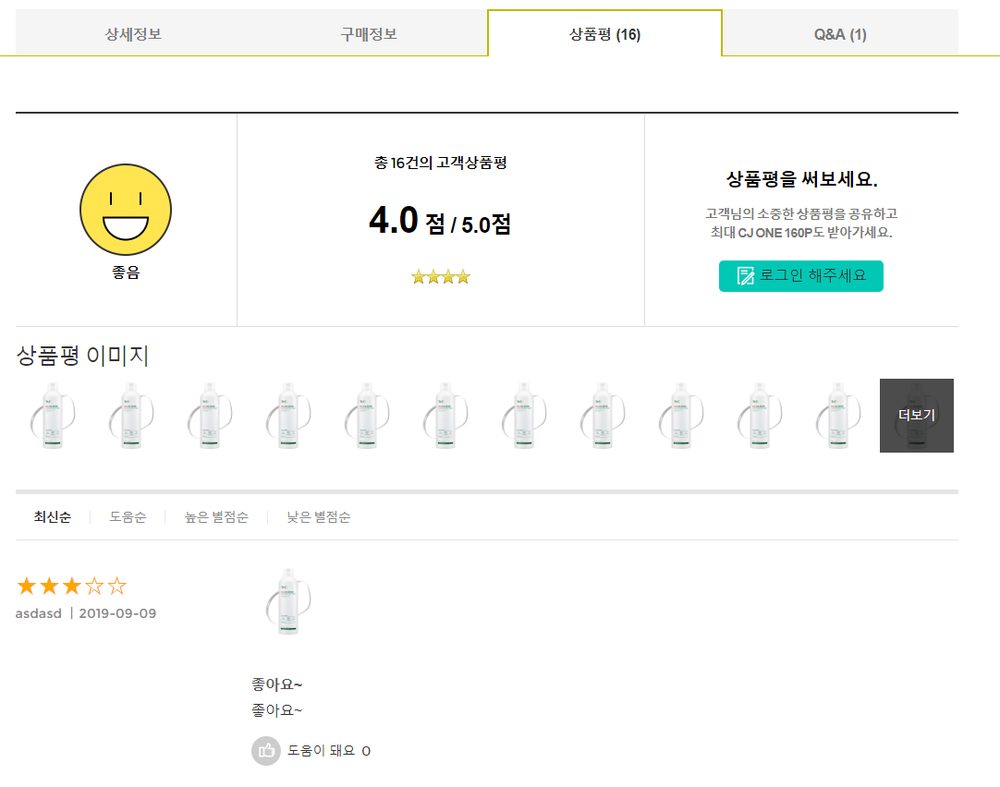 상세정보
구매정보
상품평 (16)
Q&A (1)
좋음
총 16건의 고객상품평
4.0 점 / 5.0점
상품평을 써보세요.
고객님의 소중한 상품평을 공유하고
최대 CJ ONE 160P도 받아가세요.
로그인 해주세요
상품평 이미지
더보기
최신순
도움순
높은 별점순
낮은 별점순
asdasd | 2019-09-09
좋아요~
좋아요~
도움이 돼요 0